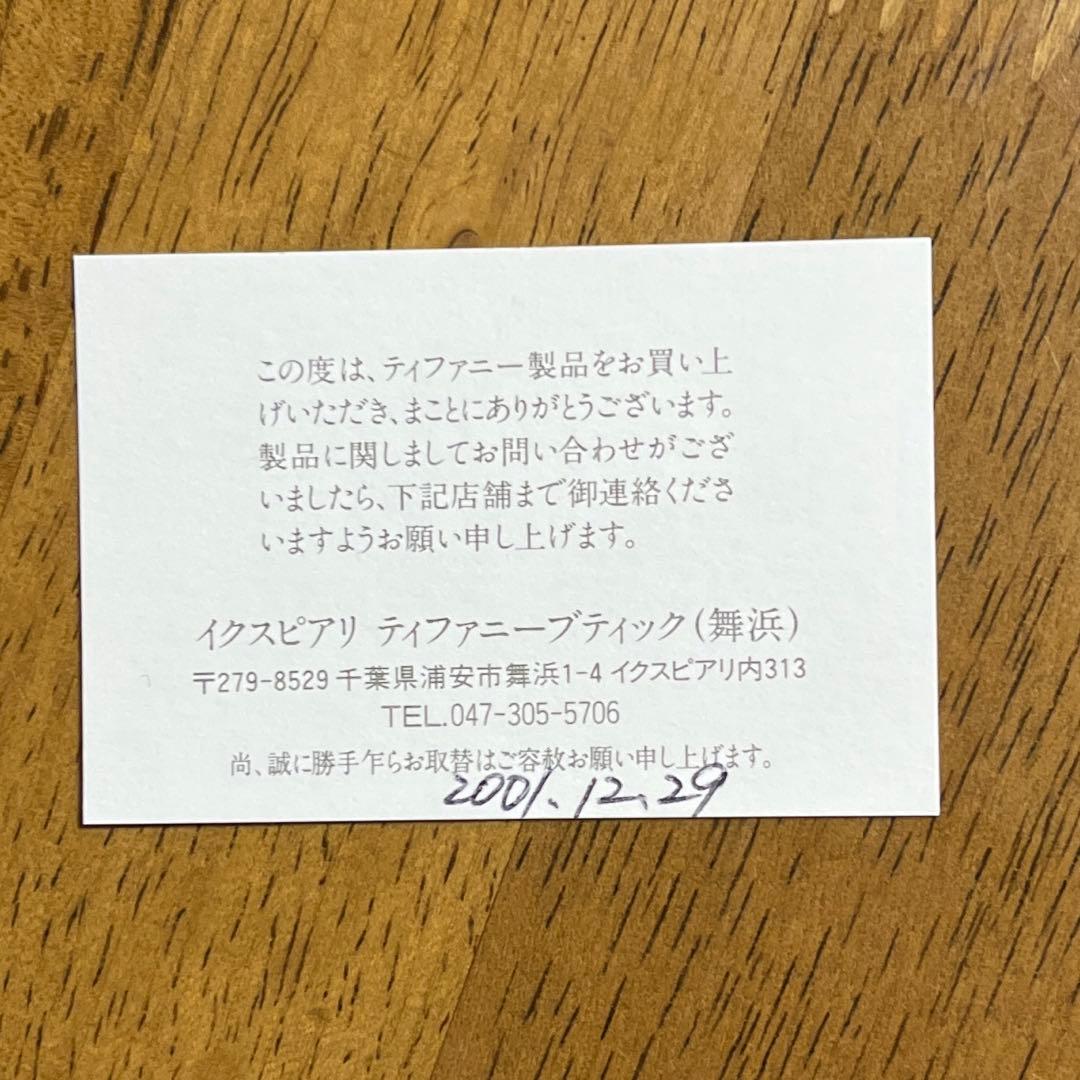 この度は、ティファニー製品をお買い上
げいただき、まことにありがとうございます。
製品に関しましてお問い合わせがござ
いましたら、下記店舗まで御連絡くださ
いますようお願い申し上げます。
イクスピアリ ティファニーブティック(舞浜)
〒279-8529 千葉県浦安市舞浜1-4 イクスピアリ内313
TEL.047-305-5706
尚、誠に勝手乍らお取替はご容赦お願い申し上げます。
2001.12.29